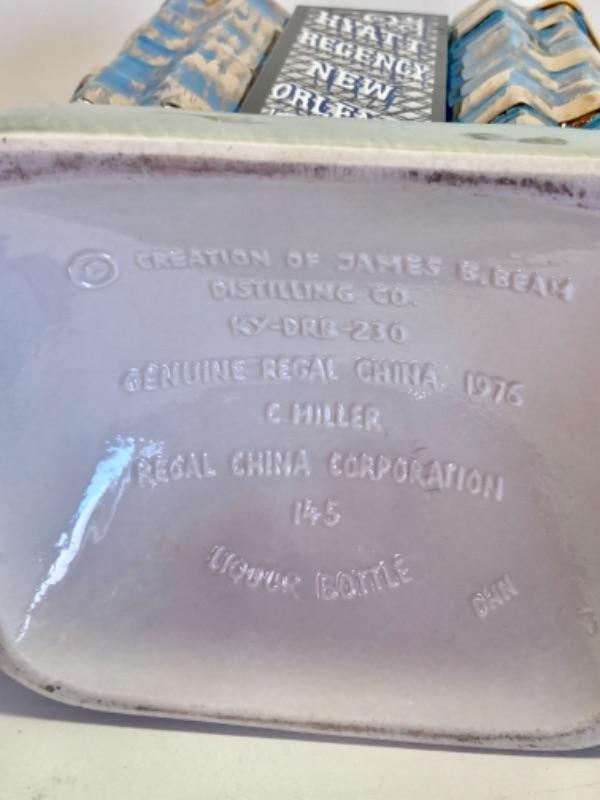 HYATT
REGENCY
NEW
ORLEANS
© CREATION OF JAMES B. BEAM
DISTILLING CO.
KY-DRB-230
GENUINE REGAL CHINA, 1976
C MILLER
REGAL CHINA CORPORATION
145
LIQUOR BOTTLE
DHN